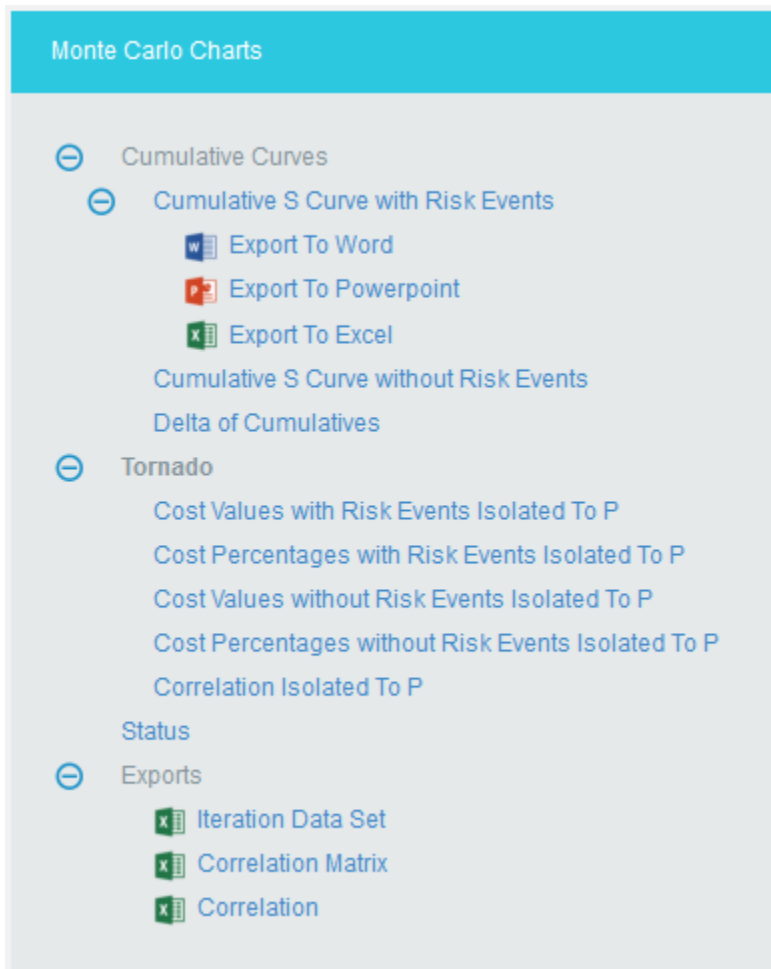 Monte Carlo Charts
Cumulative Curves
Cumulative S Curve with Risk Events
Export To Word
Export To Powerpoint
Export To Excel
Cumulative S Curve without Risk Events
Delta of Cumulatives
Tornado
Cost Values with Risk Events Isolated To P
Cost Percentages with Risk Events Isolated To P
Cost Values without Risk Events Isolated To P
Cost Percentages without Risk Events Isolated To P
Correlation Isolated To P
Status
Exports
Iteration Data Set
Correlation Matrix
Correlation